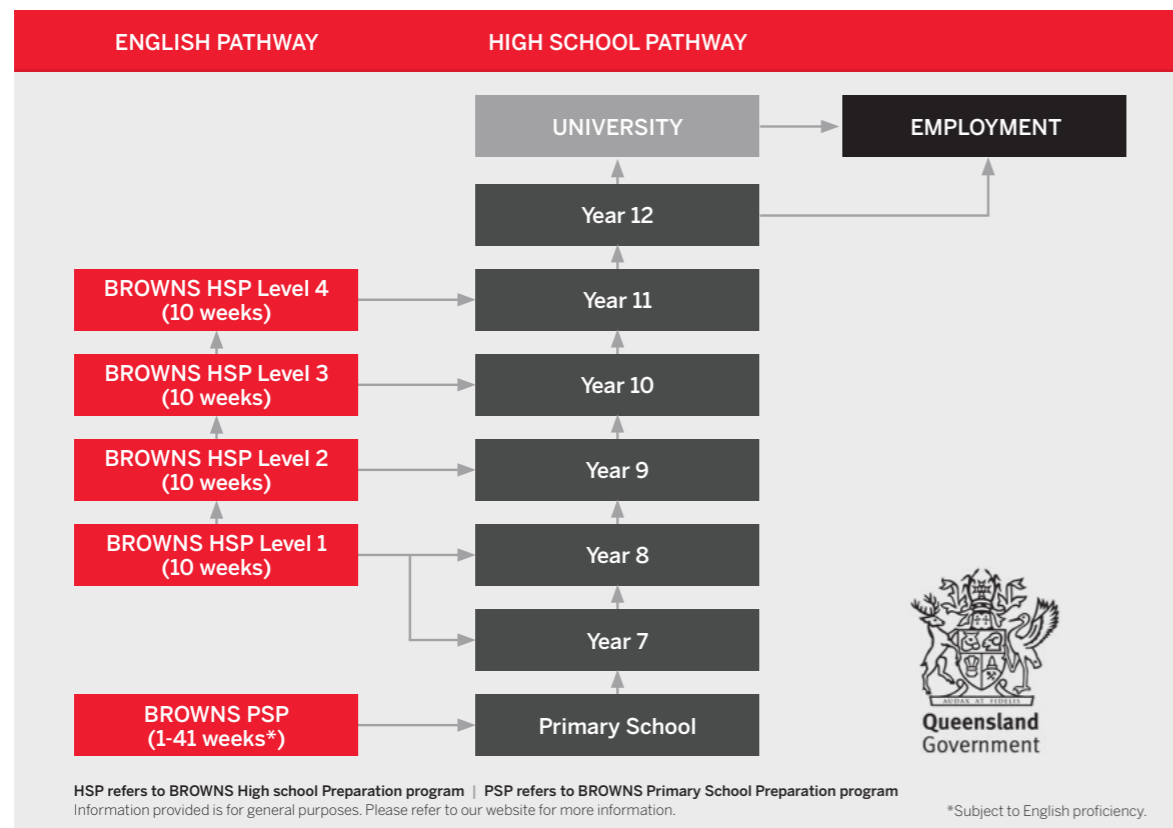 ENGLISH PATHWAY
HIGH SCHOOL PATHWAY
UNIVERSITY
EMPLOYMENT
Year 12
BROWNS HSP Level 4
(10 weeks)
Year 11
BROWNS HSP Level 3
(10 weeks)
Year 10
BROWNS HSP Level 2
(10 weeks)
Year 9
BROWNS HSP Level 1
(10 weeks)
Year 8
Year 7
BROWNS PSP
(1-41 weeks*)
Primary School
AUDAX AT FIDELIS
Queensland
Government
HSP refers to BROWNS High school Preparation program | PSP refers to BROWNS Primary School Preparation program
Information provided is for general purposes. Please refer to our website for more information.
*Subject to English proficiency.